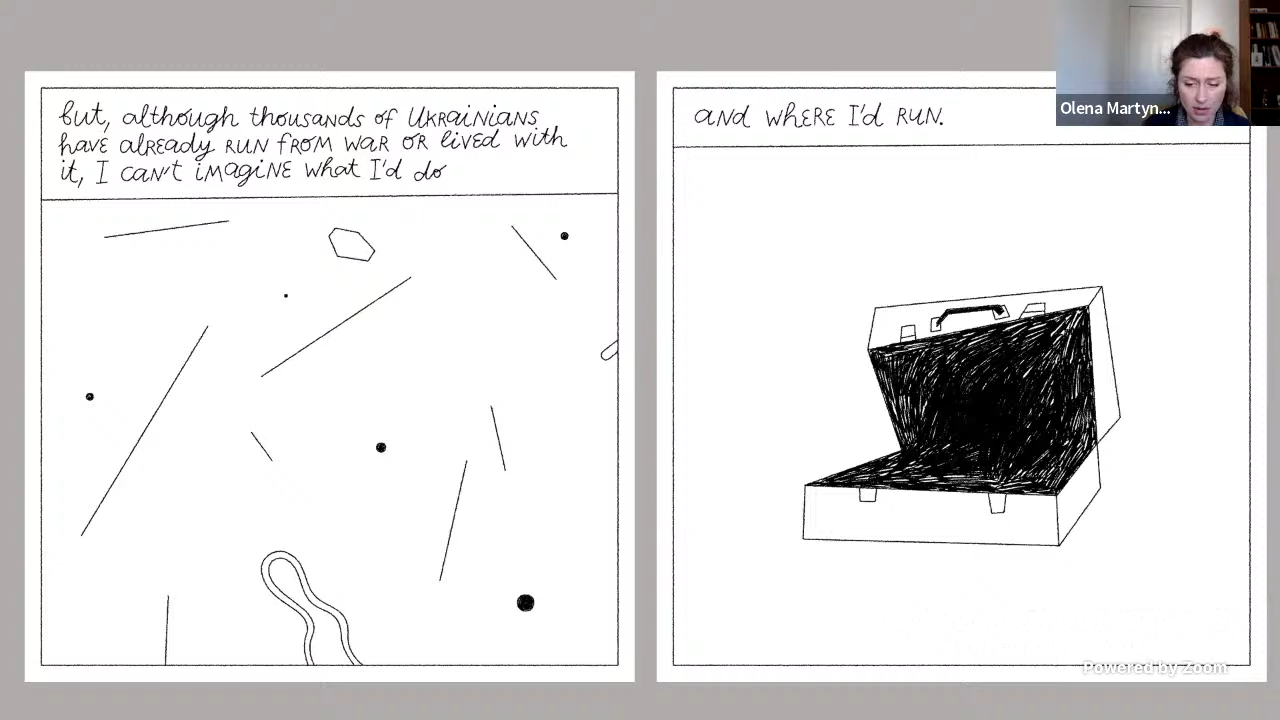 but, although thousands of Ukrainians
have already run from war or lived with
it, I can't imagine what I'd do
and where I'd run.
Olena Martyn...
Powered by Zoom